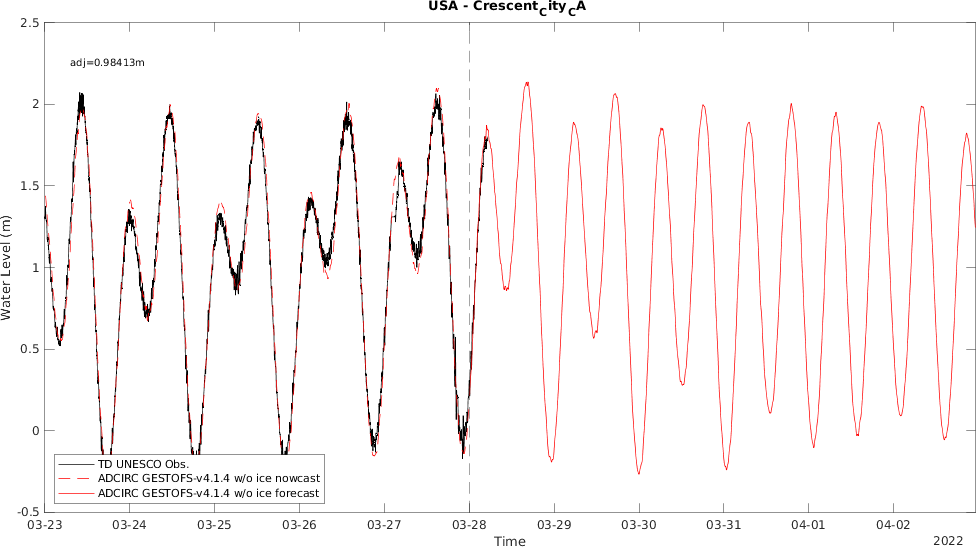 USA - CrescentCityCA
2.5
adj=0.98413m
2
1.5
1
0.5
0
-0.5
Water Level (m)
TD UNESCO Obs.
ADCIRC GESTOFS-v4.1.4 w/o ice nowcast
ADCIRC GESTOFS-v4.1.4 w/o ice forecast
03-23 03-24 03-25 03-26 03-27 03-28 03-29 03-30 03-31 04-01 04-02
Time
2022